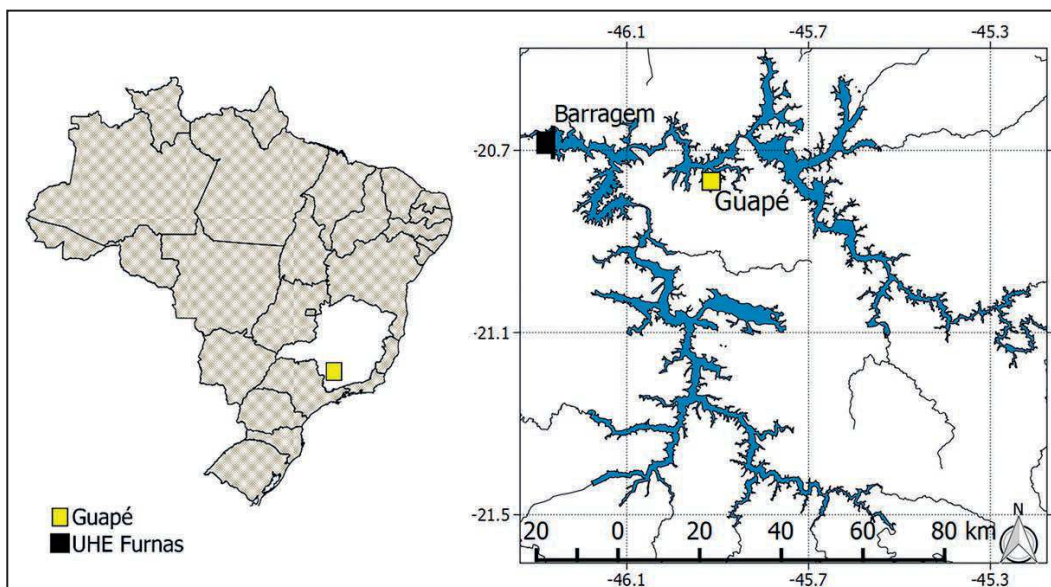 -46.1 -45.7 -45.3
Barragem
-20.7
Guapé
-21.1
-21.5
20 0 20 40 60 80 km
N
-46.1 -45.7 -45.3
Guapé
UHE Furnas